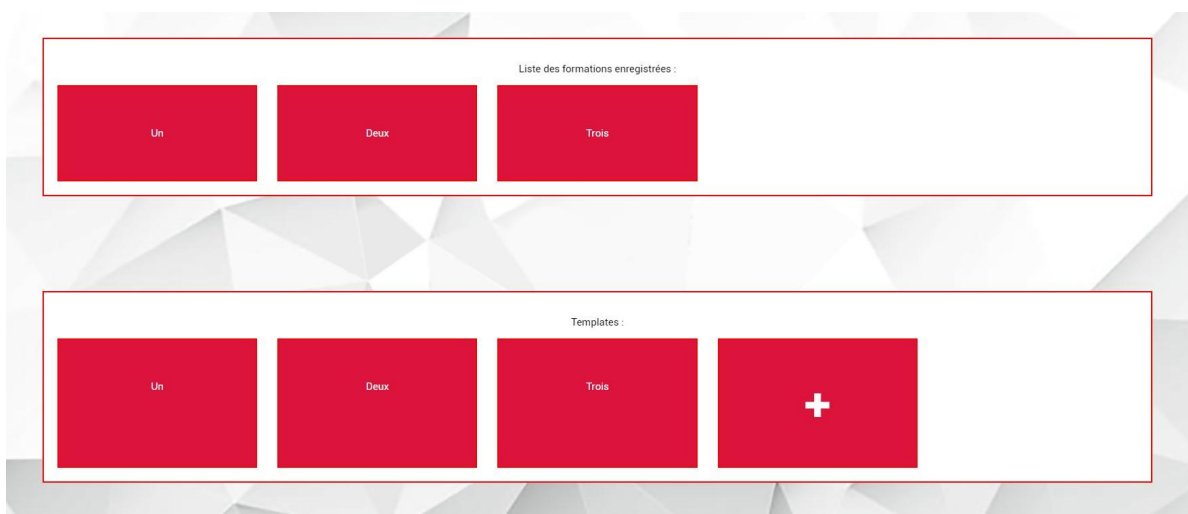 Liste des formations enregistrées :
Un
Deux
Trois
Templates :
Un
Deux
Trois